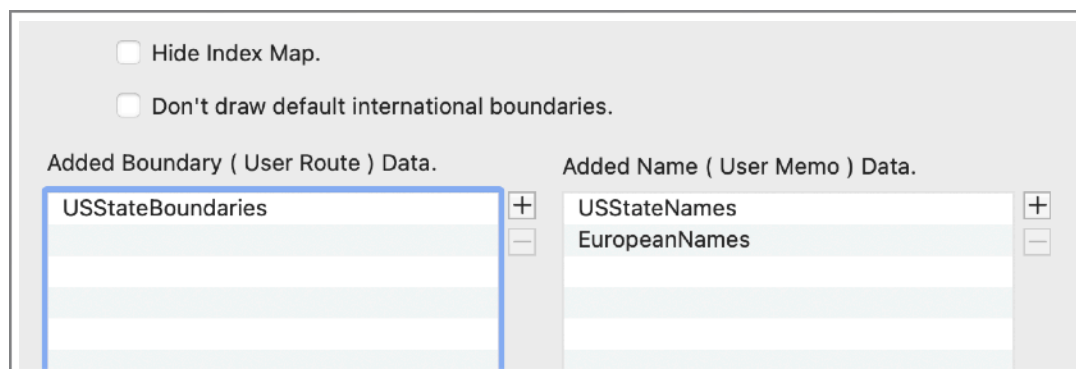 Hide Index Map.
Don't draw default international boundaries.
Added Boundary ( User Route ) Data.
USStateBoundaries
Added Name ( User Memo ) Data.
USStateNames
EuropeanNames